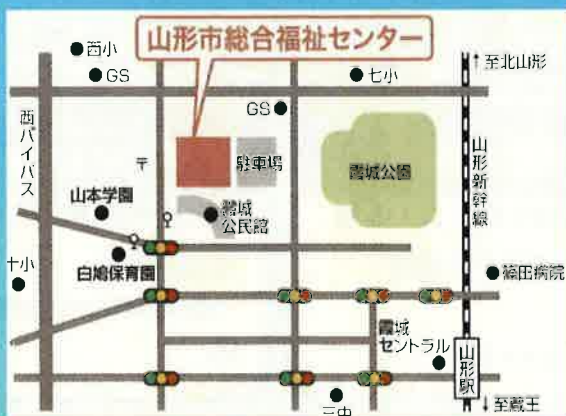 山形市総合福祉センター
西小
GS
七小
↑至北山形
GS
西バイパス
〒
駐車場
霞城公園
山形新幹線
山本学園
霞城
公民館
白鳩保育園
十小
篠田病院
霞城
セントラル
山形駅
三中
↓至蔵王